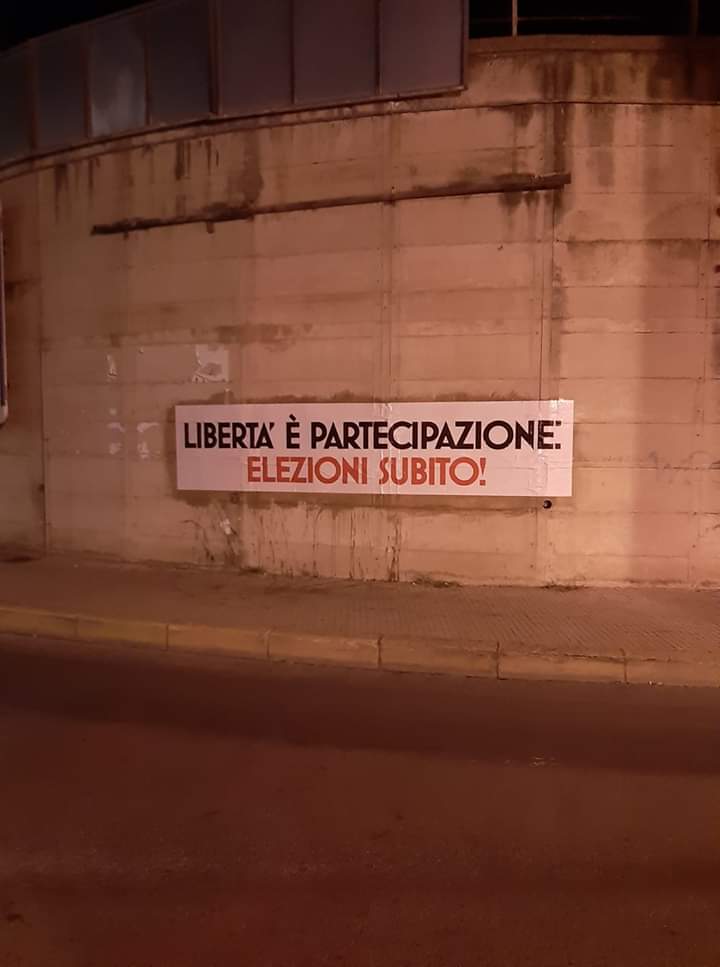 LIBERTA' È PARTECIPAZIONE:
ELEZIONI SUBITO!